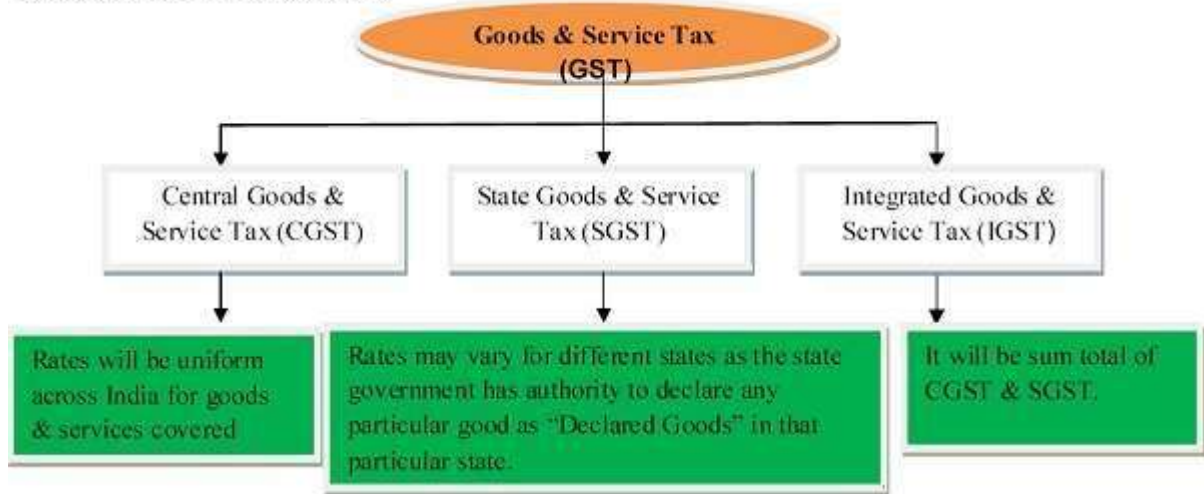 Goods & Service Tax
(GST)
Central Goods &
Service Tax (CGST)
State Goods & Service
Tax (SGST)
Integrated Goods &
Service Tax (IGST)
Rates will be uniform
across India for goods
& services covered
Rates may vary for different states as the state
government has authority to declare any
particular good as “Declared Goods” in that
particular state.
It will be sum total of
CGST & SGST.